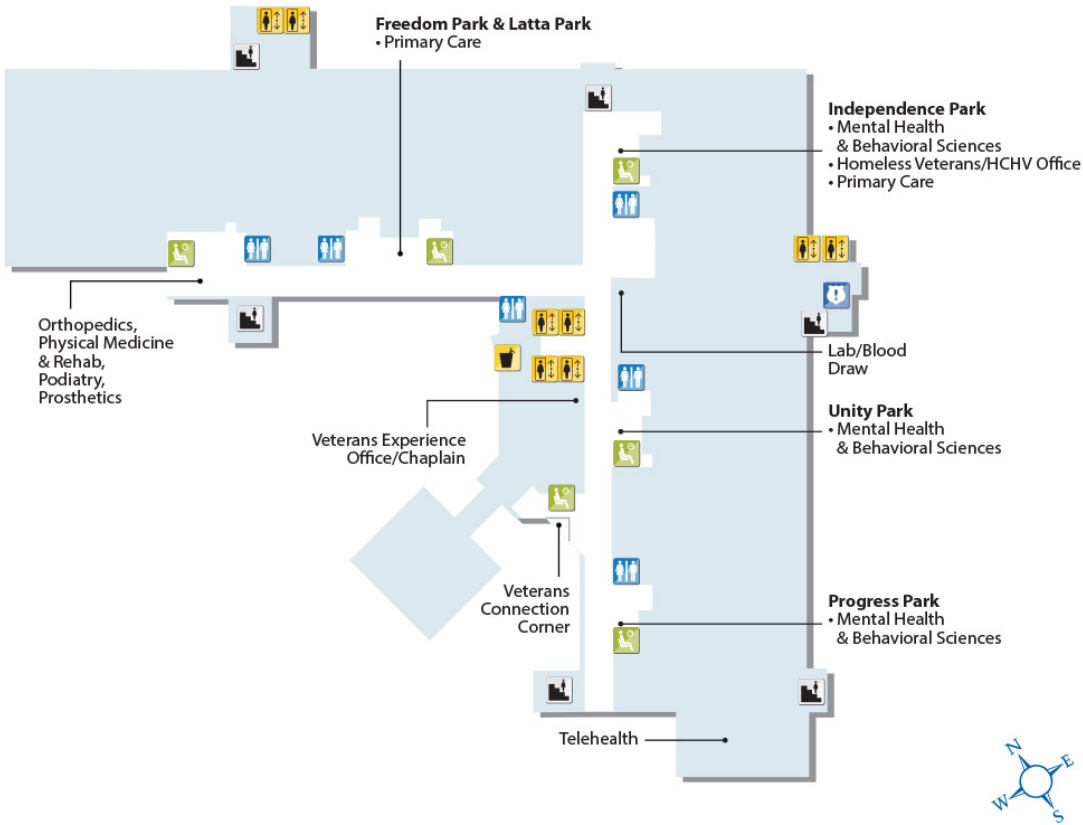 Freedom Park & Latta Park
• Primary Care
Independence Park
• Mental Health
& Behavioral Sciences
• Homeless Veterans/HCHV Office
• Primary Care
Orthopedics,
Physical Medicine
& Rehab,
Podiatry,
Prosthetics
Lab/Blood
Draw
Unity Park
• Mental Health
& Behavioral Sciences
Veterans Experience
Office/Chaplain
Veterans
Connection
Corner
Progress Park
• Mental Health
& Behavioral Sciences
Telehealth
N
E
W
S